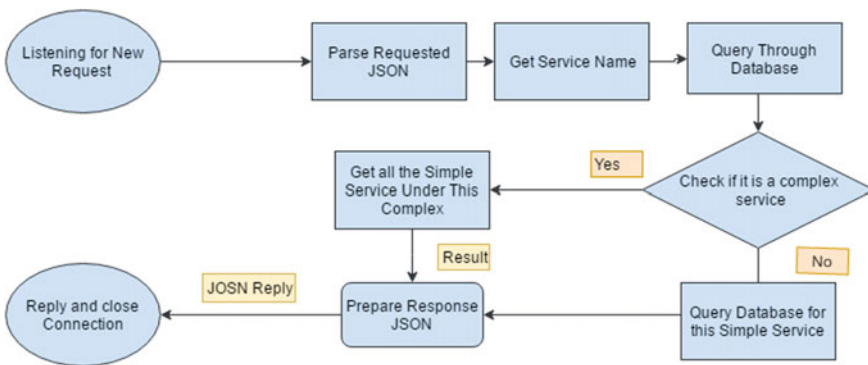 Listening for New
Request
Parse Requested
JSON
Get Service Name
Query Through
Database
Check if it is a complex
service
Yes
Get all the Simple
Service Under This
Complex
Result
No
Query Database for
this Simple Service
Prepare Response
JSON
JOSN Reply
Reply and close
Connection